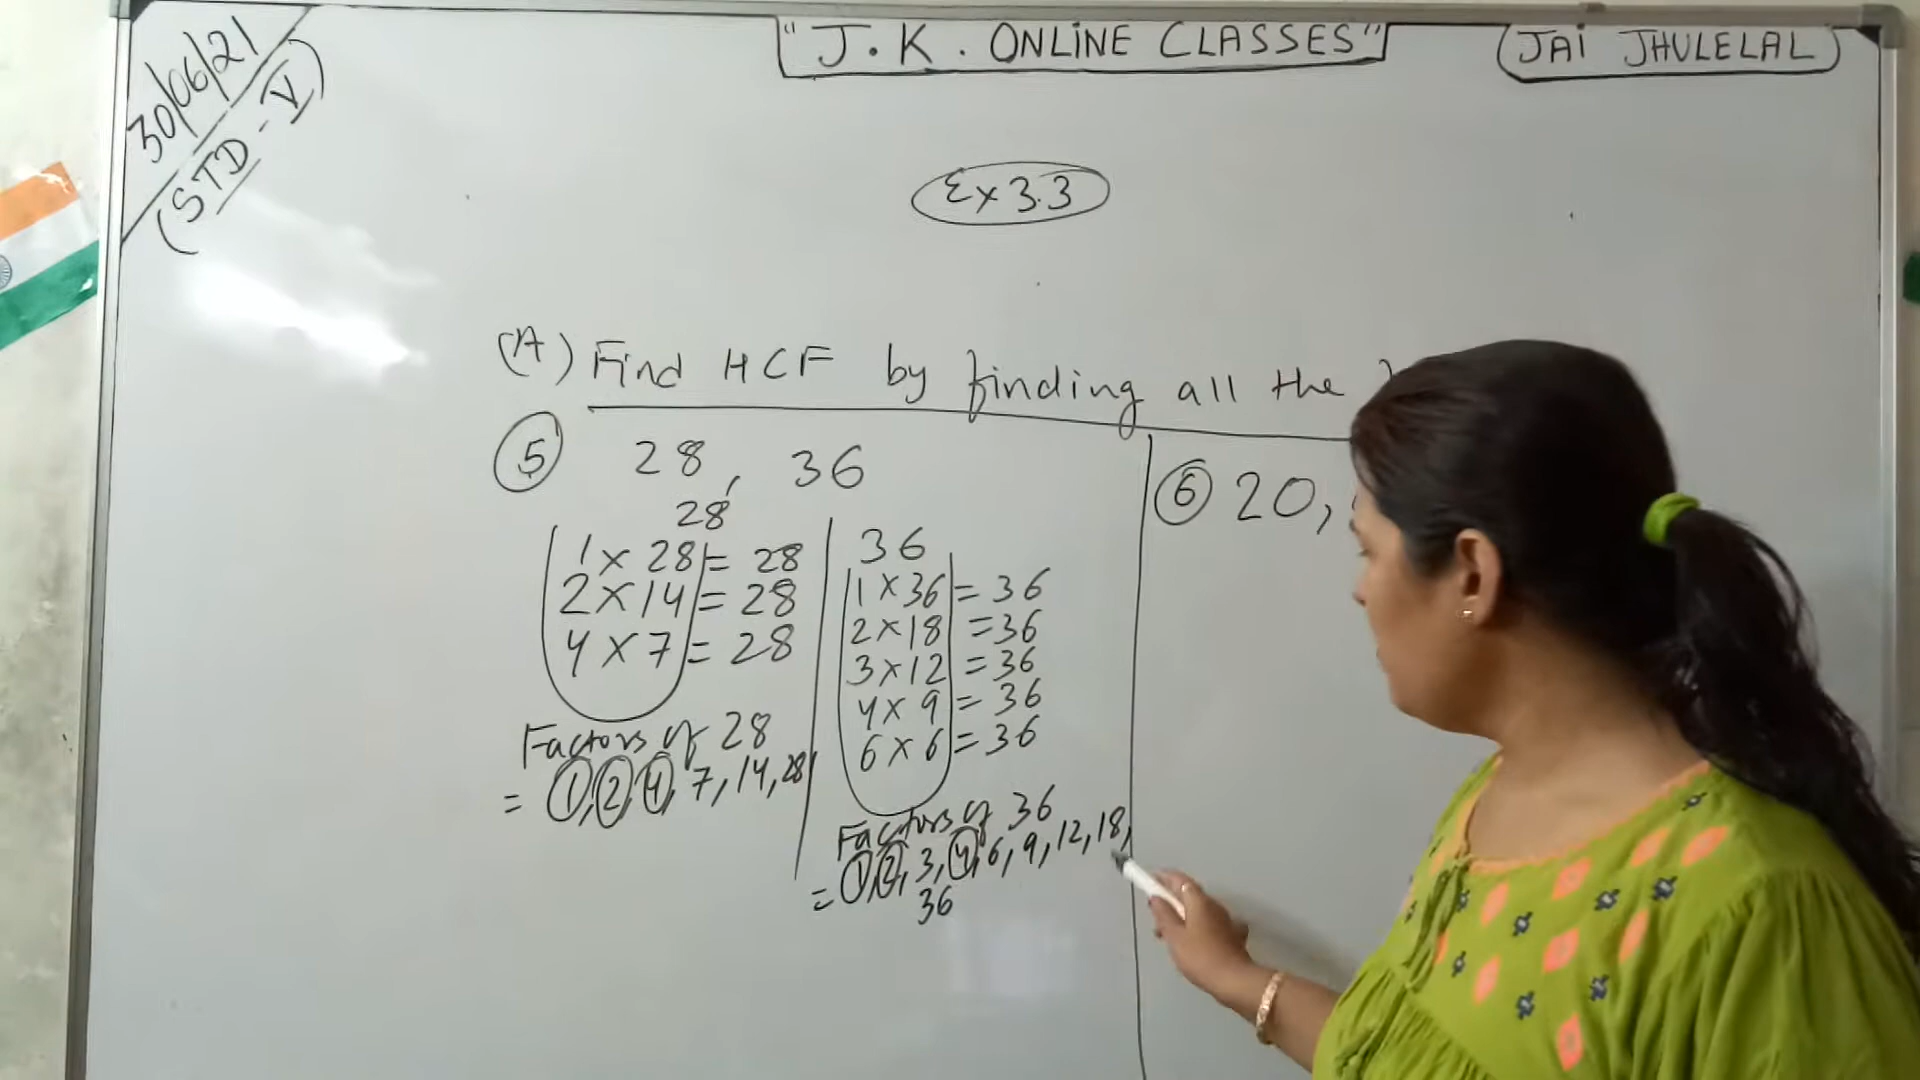 30/06/21
(STD - V)
"J. K. ONLINE CLASSES"
(JAI JHULELAL)
Ex 3.3
(A) Find HCF by finding all the
5 28, 36
28
1 x 28 = 28
2 x 14 = 28
4 x 7 = 28
Factors of 28
= 1, 2, 4, 7, 14, 28
36
1 x 36 = 36
2 x 18 = 36
3 x 12 = 36
4 x 9 = 36
6 x 6 = 36
Factors of 36
= 1, 2, 3, 4, 6, 9, 12, 18,
36
6 20,